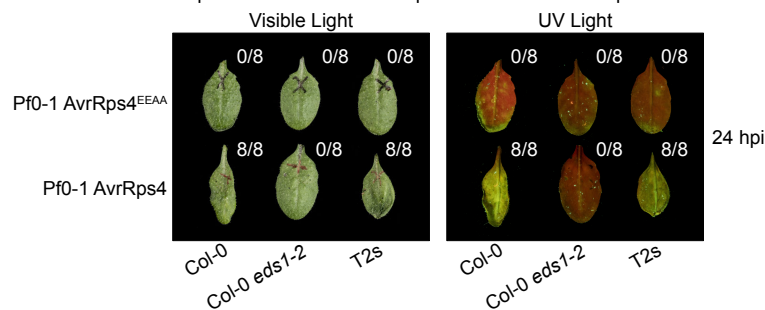 Visible Light UV Light
0/8 0/8 0/8 0/8 0/8 0/8
Pf0-1 AvrRps4EEAA
24 hpi
8/8 0/8 8/8 8/8 0/8 8/8
Pf0-1 AvrRps4
Col-0 Col-0 eds1-2 T2s Col-0 Col-0 eds1-2 T2s